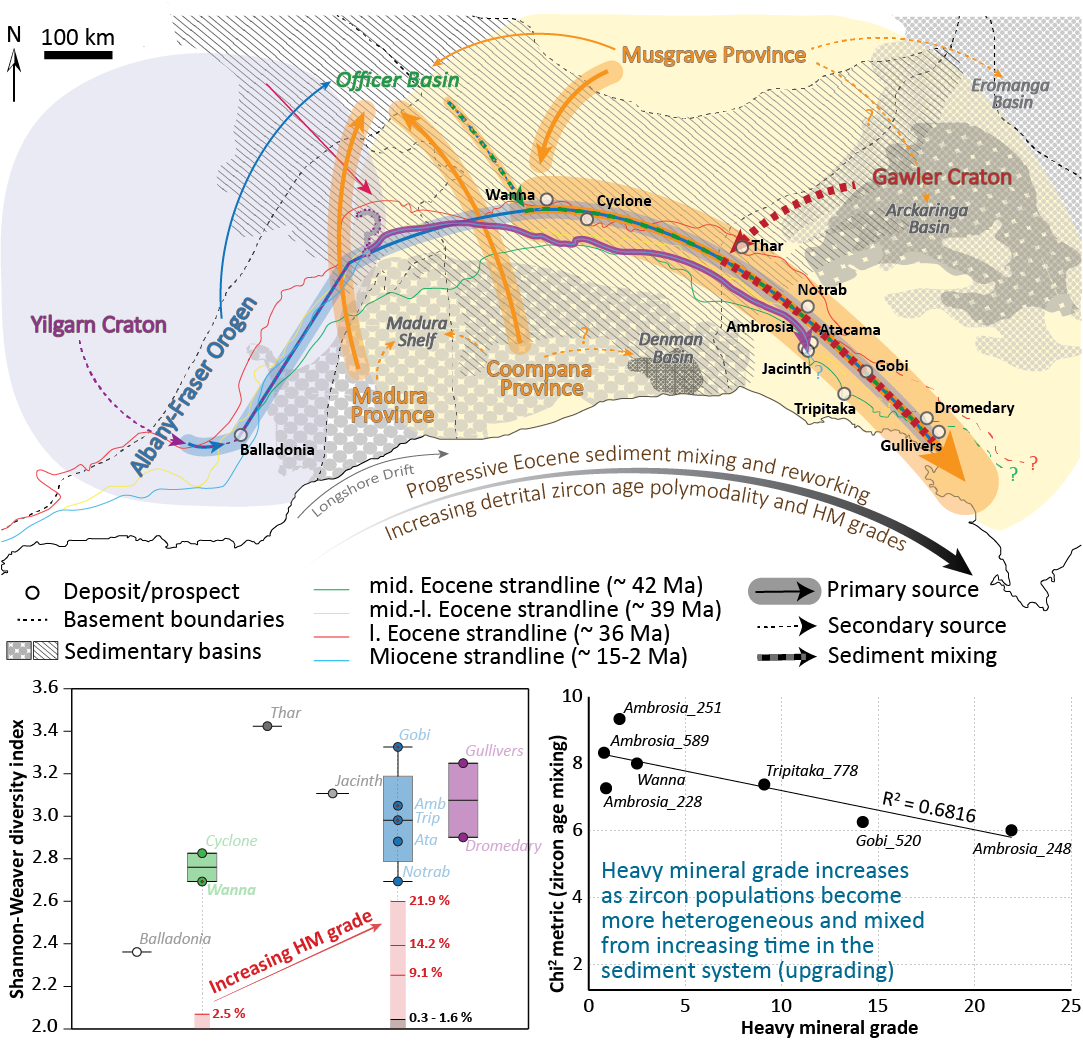 N
100 km
Musgrave Province
Officer Basin
Eromanga
Basin
?
Gawler Craton
Wanna
Cyclone
Arckaringa
Basin
Thar
Notrab
Yilgarn Craton
Albany-Fraser Orogen
Madura
Shelf
?
Ambrosia
Atacama
Denman
Basin
Jacinth
?
Gobi
Coompana
Province
Madura
Province
Tripitaka
Dromedary
Balladonia
Gullivers
?
?
Longshore Drift
Progressive Eocene sediment mixing and reworking
Increasing detrital zircon age polymodality and HM grades
Deposit/prospect
Basement boundaries
Sedimentary basins
mid. Eocene strandline (~ 42 Ma)
mid.-l. Eocene strandline (~ 39 Ma)
l. Eocene strandline (~ 36 Ma)
Miocene strandline (~ 15-2 Ma)
Primary source
Secondary source
Sediment mixing
Shannon-Weaver diversity index
3.6
3.4
3.2
3.0
2.8
2.6
2.4
2.2
2.0
Thar
Gobi
Gullivers
Jacinth
Amb
Trip
Ata
Dromedary
Cyclone
Notrab
Wanna
Balladonia
Increasing HM grade
21.9 %
14.2 %
9.1 %
2.5 %
0.3 - 1.6 %
Chi² metric (zircon age mixing)
10
8
6
4
2
Ambrosia_251
Ambrosia_589
Wanna
Tripitaka_778
Ambrosia_228
R² = 0.6816
Gobi_520
Ambrosia_248
Heavy mineral grade increases
as zircon populations become
more heterogeneous and mixed
from increasing time in the
sediment system (upgrading)
0
5
10
15
20
25
Heavy mineral grade